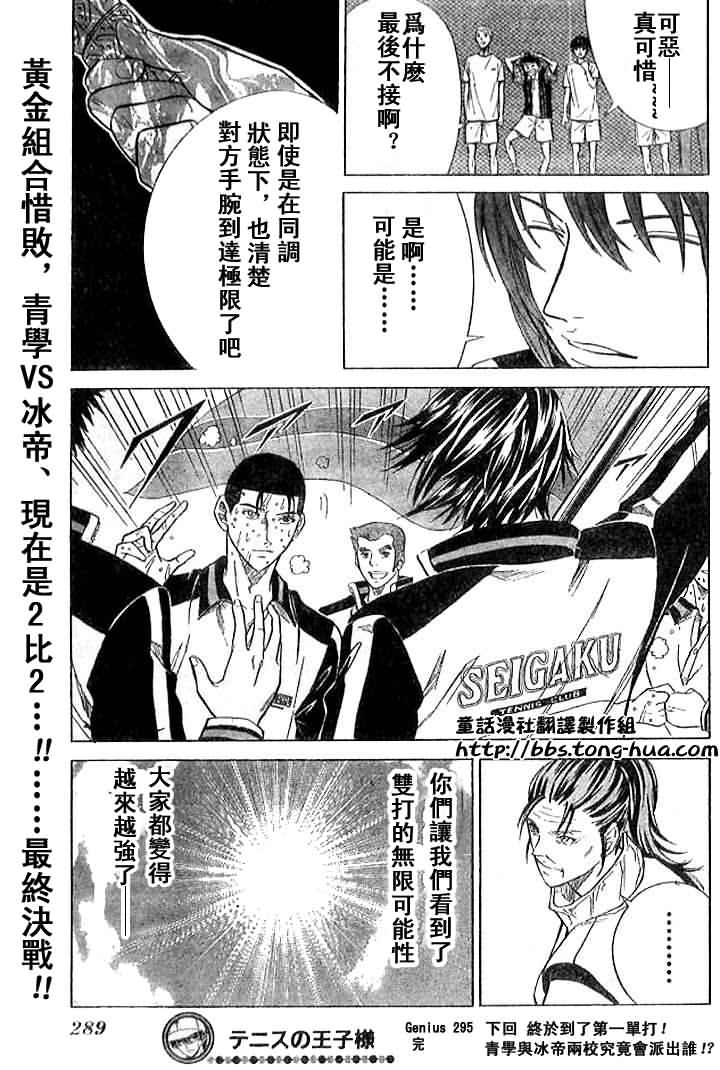 可惡——
真可惜~~~~
爲什麼
最後不接啊？
即使是在同調
狀態下，也清楚
對方手腕到達極限了吧
是啊……
可能是……
SEIGAKU
TENNIS CLUB
童話漫社翻譯製作組
http://bbs.tong-hua.com
………
你們讓我們看到了
雙打的無限可能性
大家都變得
越來越強了——
黃金組合惜敗，青學VS冰帝、現在是2比2…!!……最終決戰!!
289
テニスの王子様
Genius 295
完
下回 終於到了第一單打！
青學與冰帝兩校究竟會派出誰!?